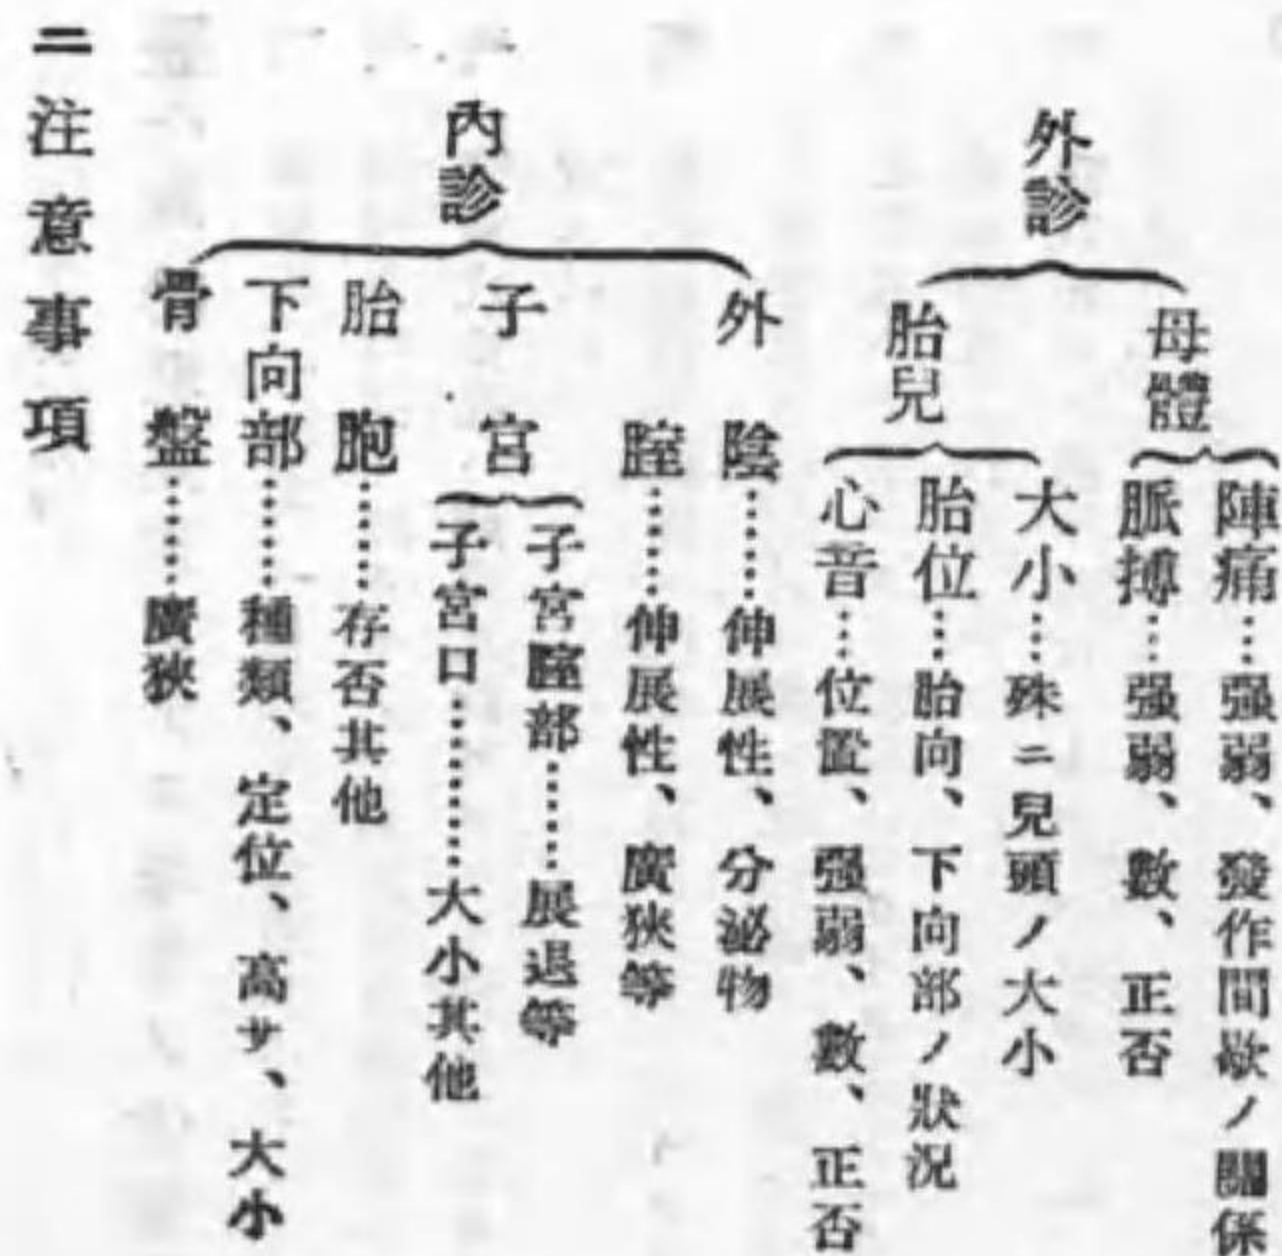 外診
母體
陣痛……强弱、發作間歇ノ關係
脈搏……强弱、數、正否
胎兒
大小……殊ニ兒頭ノ大小
胎位……胎向、下向部ノ狀況
心音……位置、强弱、數、正否
內診
外陰……伸展性、分泌物
膣……伸展性、廣狹等
子宮
子宮膣部……展退等
子宮口……大小其他
胎胞……存否其他
下向部……種類、定位、高サ、大小
骨盤……廣狹
二注意事項